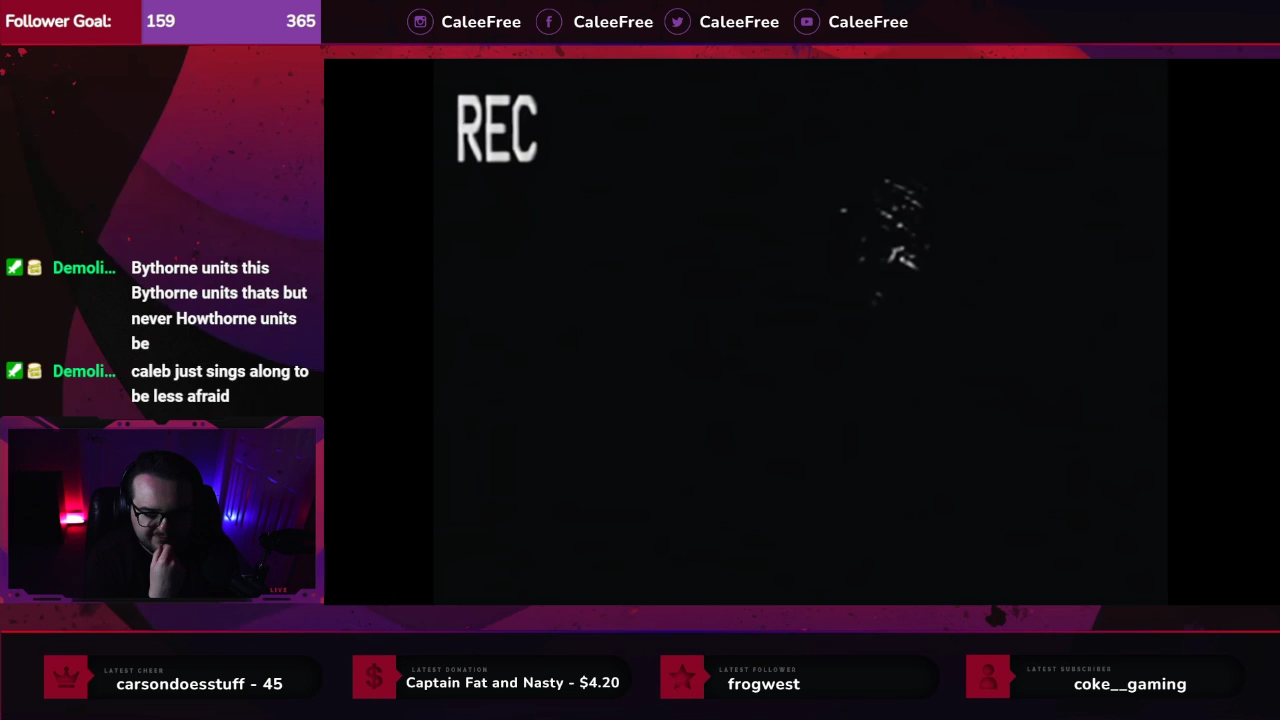 Follower Goal: 159 365
CaleeFree CaleeFree CaleeFree CaleeFree
REC
Demoli... Bythorne units this
Bythorne units thats but
never Howthorne units
be
Demoli... caleb just sings along to
be less afraid
LIVE
LATEST CHEER
carsondoesstuff - 45
LATEST DONATION
Captain Fat and Nasty - $4.20
LATEST FOLLOWER
frogwest
LATEST SUBSCRIBER
coke__gaming